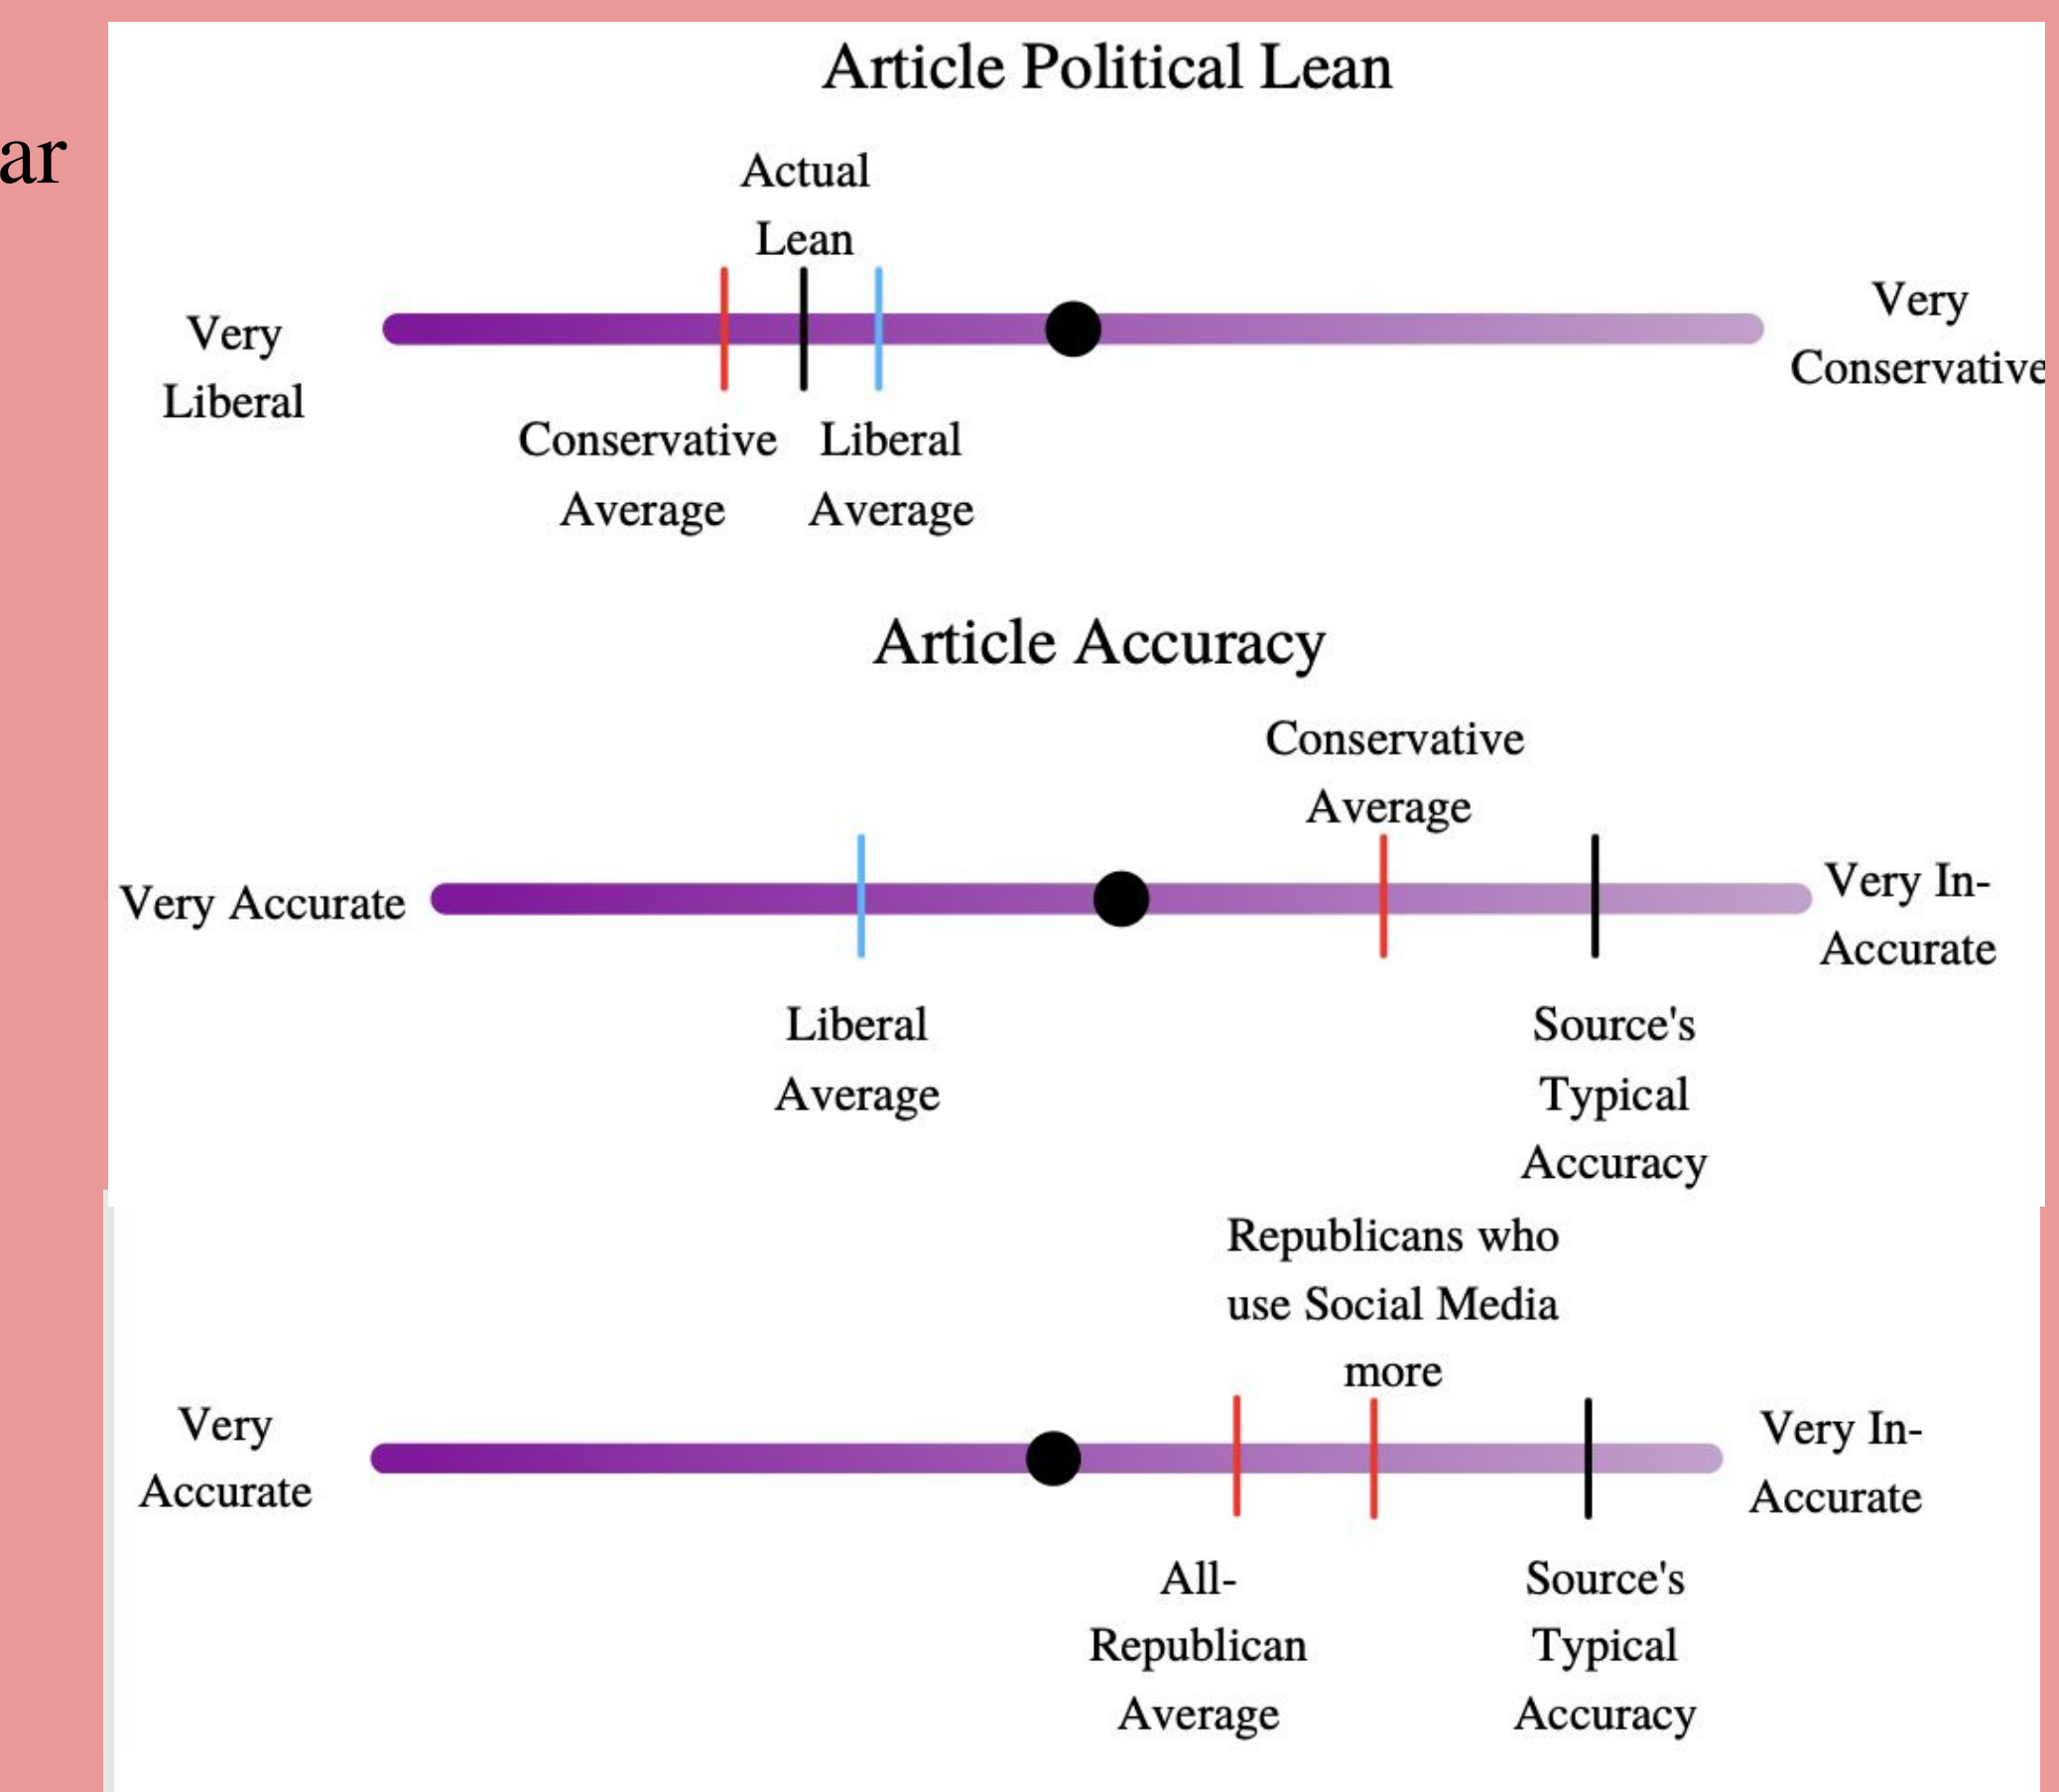 ar
Article Political Lean
Actual
Lean
Very
Liberal
Very
Conservative
Conservative
Average
Liberal
Average
Article Accuracy
Conservative
Average
Very Accurate
Very In-
Accurate
Liberal
Average
Source's
Typical
Accuracy
Republicans who
use Social Media
more
Very
Accurate
Very In-
Accurate
All-
Republican
Average
Source's
Typical
Accuracy